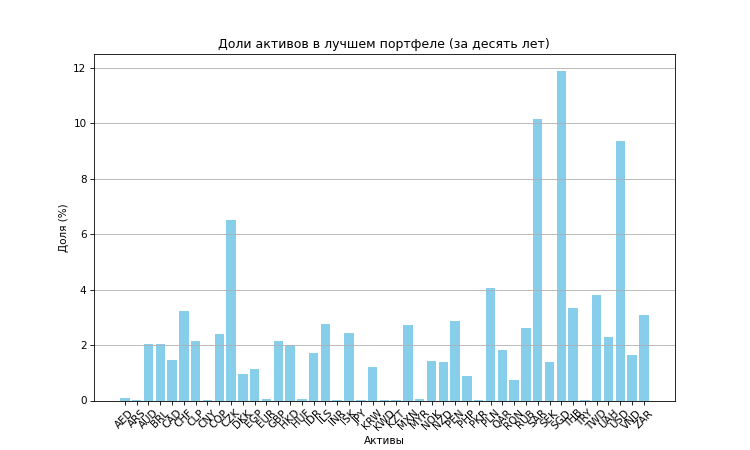 Доли активов в лучшем портфеле (за десять лет)
12
10
8
6
4
2
0
Доля (%)
AED ARS AUD BRL CAD CHF CLP CNY COP CZK DKK EGP EUR GBP HKD HUF IDR ILS INR ISK JPY KRW KWD KZT MXN MYR NOK NZD PEN PHP PKR PLN QAR RON RUB SAR SEK SGD THB TRY TWD UAH USD VND ZAR
Активы